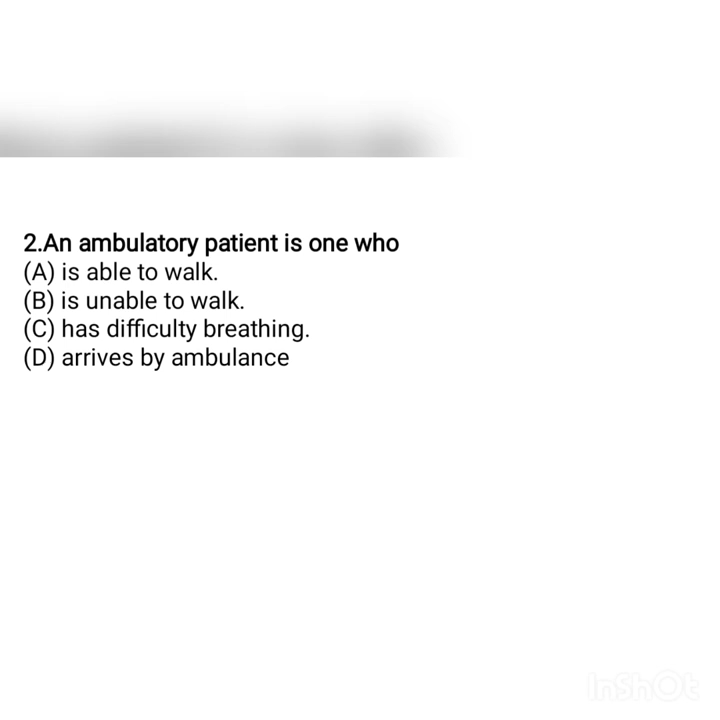 2.An ambulatory patient is one who
(A) is able to walk.
(B) is unable to walk.
(C) has difficulty breathing.
(D) arrives by ambulance
InShOt